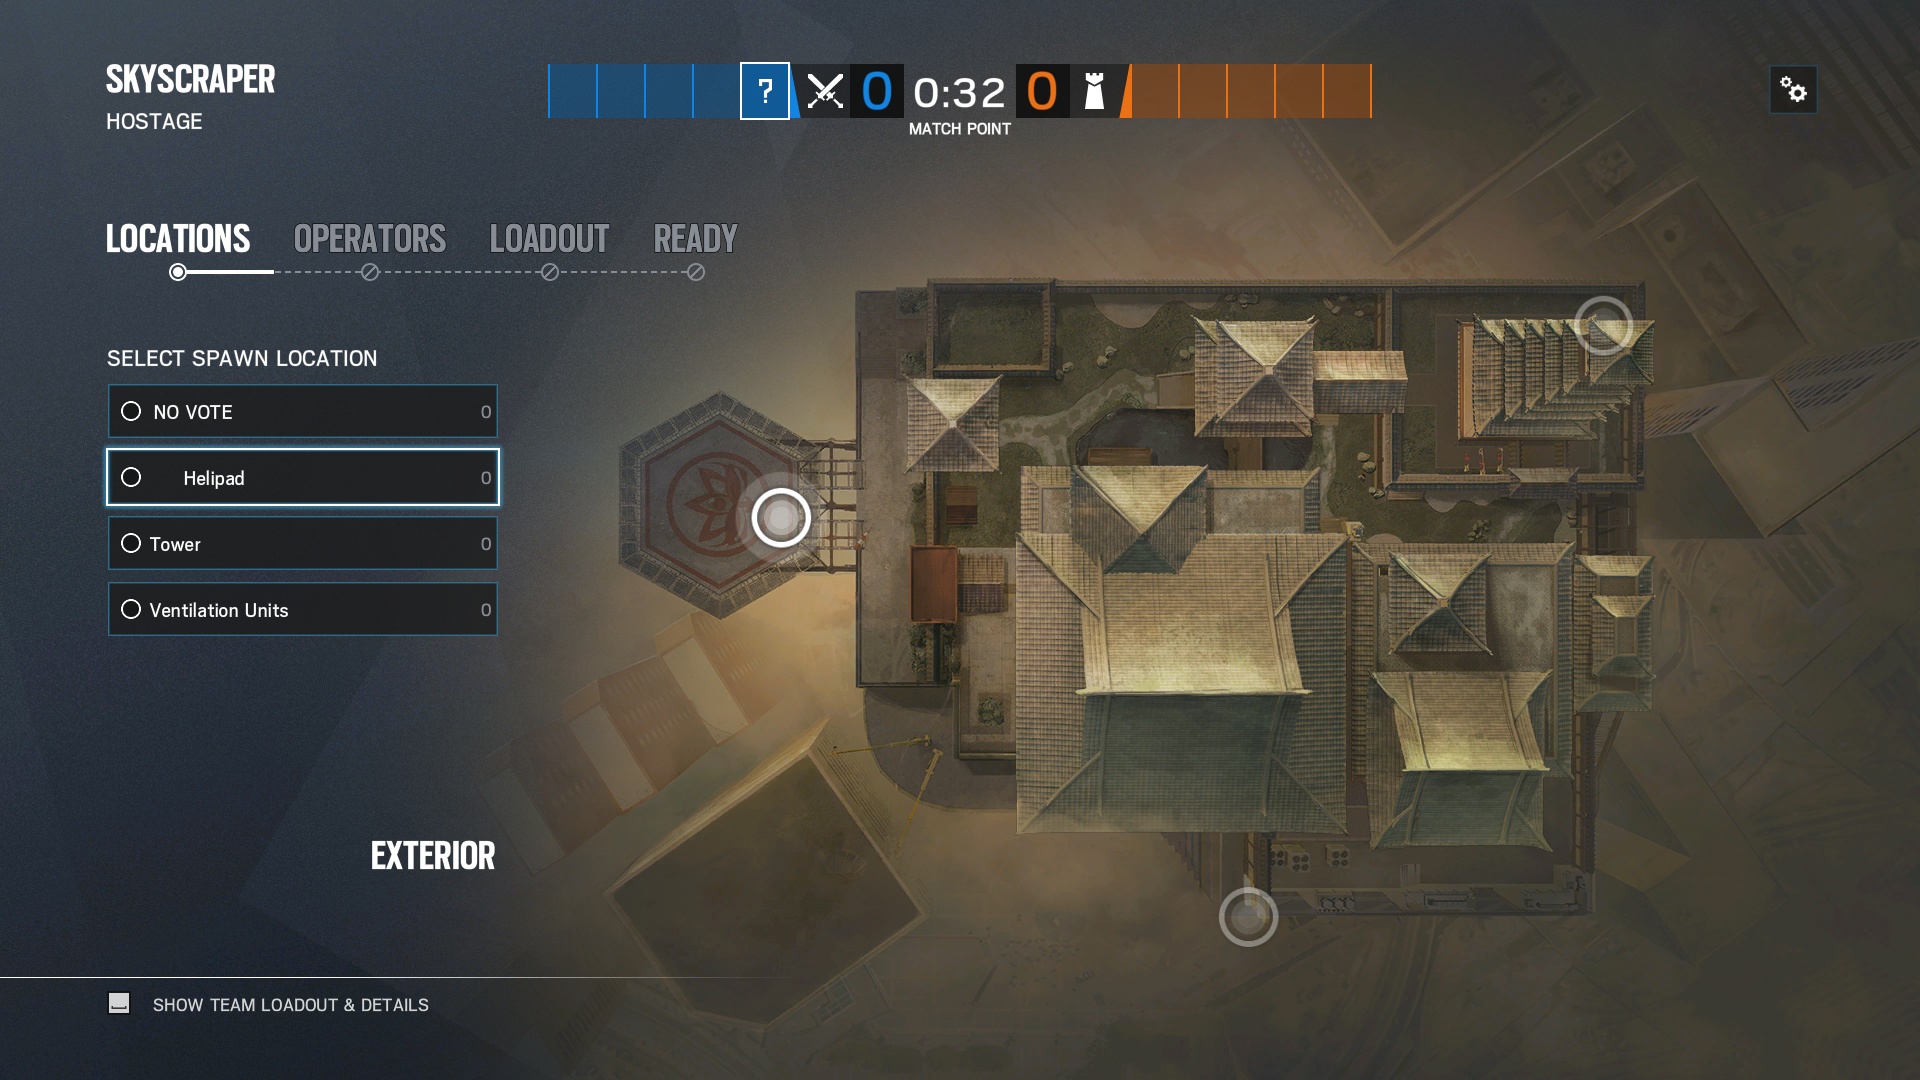 SKYSCRAPER
HOSTAGE
?
0
0:32
0
MATCH POINT
LOCATIONS
OPERATORS
LOADOUT
READY
SELECT SPAWN LOCATION
NO VOTE 0
Helipad 0
Tower 0
Ventilation Units 0
EXTERIOR
SHOW TEAM LOADOUT & DETAILS